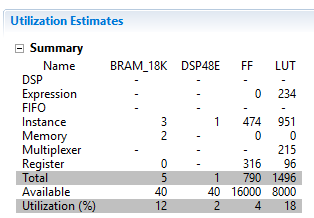 Utilization Estimates
Summary
Name BRAM_18K DSP48E FF LUT
DSP - - - -
Expression - - 0 234
FIFO - - - -
Instance 3 1 474 951
Memory 2 - 0 0
Multiplexer - - - 215
Register 0 - 316 96
Total 5 1 790 1496
Available 40 40 16000 8000
Utilization (%) 12 2 4 18